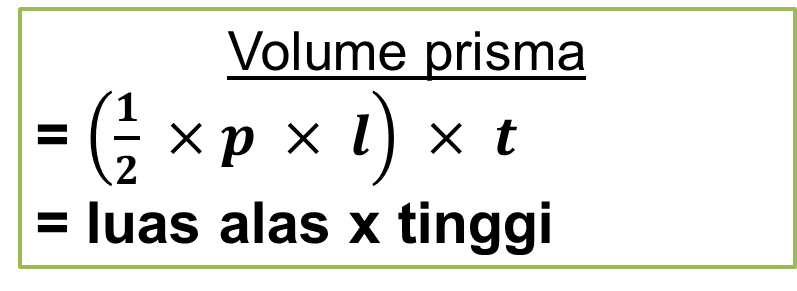 Volume prisma
= (1/2 × p × l) × t
= luas alas x tinggi